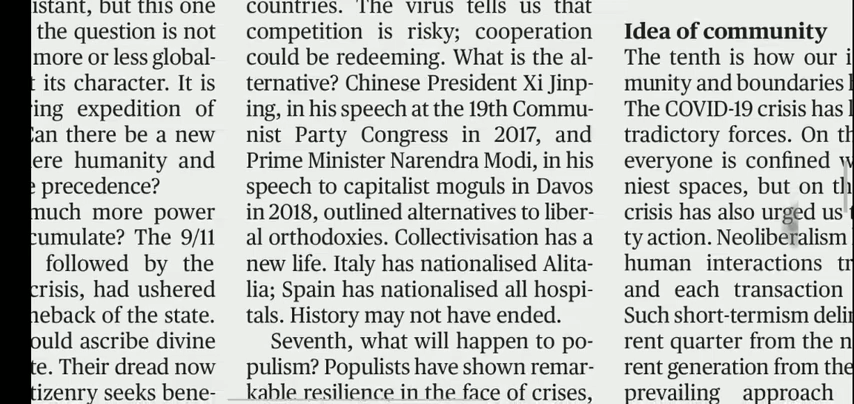 istant, but this one
the question is not
more or less global-
its character. It is
ring expedition of
Can there be a new
ere humanity and
precedence?
much more power
cumulate? The 9/11
followed by the
crisis, had ushered
meback of the state.
ould ascribe divine
te. Their dread now
tizenry seeks bene-
countries. The virus tells us that
competition is risky; cooperation
could be redeeming. What is the al-
ternative? Chinese President Xi Jinp-
ing, in his speech at the 19th Commu-
nist Party Congress in 2017, and
Prime Minister Narendra Modi, in his
speech to capitalist moguls in Davos
in 2018, outlined alternatives to liber-
al orthodoxies. Collectivisation has a
new life. Italy has nationalised Alita-
lia; Spain has nationalised all hospi-
tals. History may not have ended.
Seventh, what will happen to po-
pulism? Populists have shown remar-
kable resilience in the face of crises,
Idea of community
The tenth is how our i
munity and boundaries
The COVID-19 crisis has
tradictory forces. On th
everyone is confined w
niest spaces, but on th
crisis has also urged us
ty action. Neoliberalism
human interactions tr
and each transaction
Such short-termism deli
rent quarter from the n
rent generation from the
prevailing approach